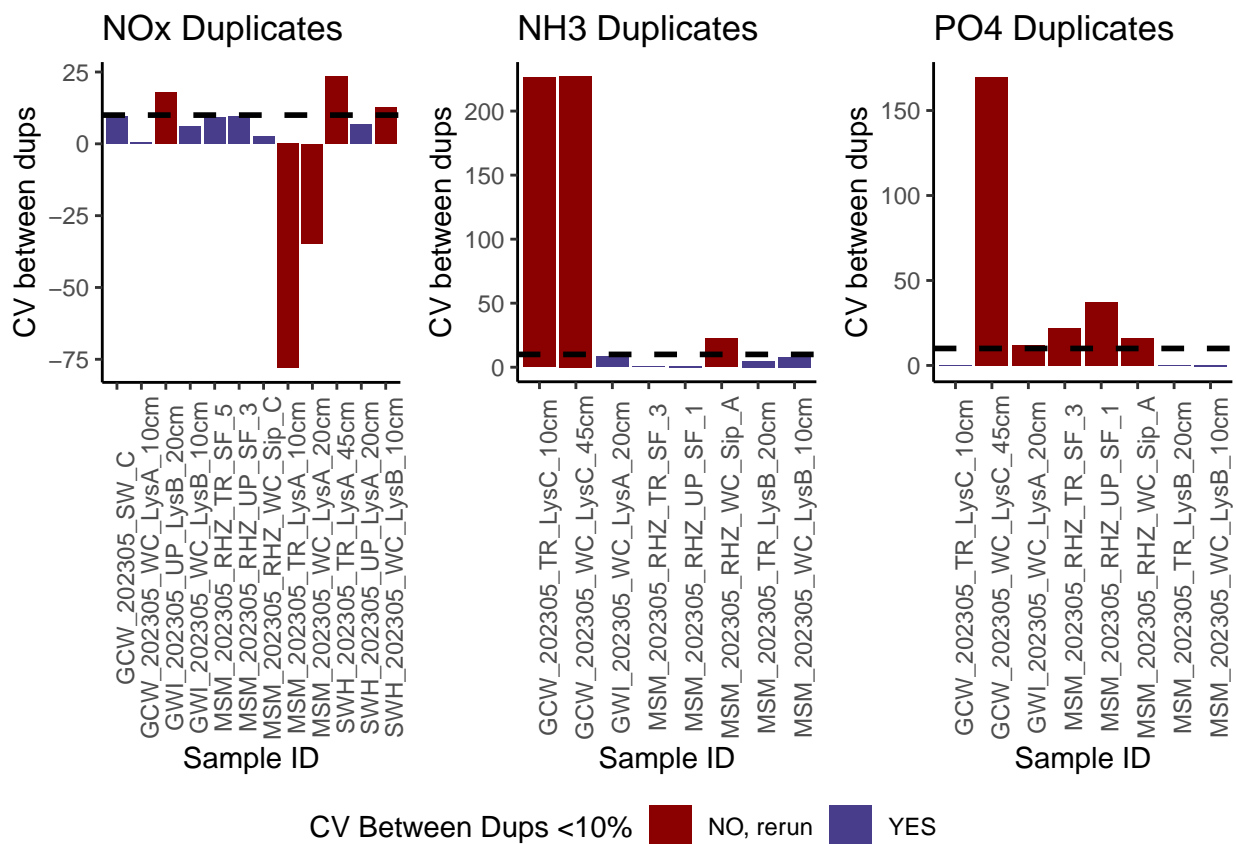 NOx Duplicates
CV between dups
25
0
−25
−50
−75
GCW_202305_SW_C
GCW_202305_WC_LysA_10cm
GWI_202305_UP_LysB_20cm
GWI_202305_WC_LysB_10cm
MSM_202305_RHZ_TR_SF_5
MSM_202305_RHZ_UP_SF_3
MSM_202305_RHZ_WC_Sip_C
MSM_202305_TR_LysA_10cm
MSM_202305_WC_LysA_20cm
SWH_202305_TR_LysA_45cm
SWH_202305_UP_LysA_20cm
SWH_202305_WC_LysB_10cm
Sample ID
NH3 Duplicates
CV between dups
200
150
100
50
0
GCW_202305_TR_LysC_10cm
GCW_202305_WC_LysC_45cm
GWI_202305_WC_LysA_20cm
MSM_202305_RHZ_TR_SF_3
MSM_202305_RHZ_UP_SF_1
MSM_202305_RHZ_WC_Sip_A
MSM_202305_TR_LysB_20cm
MSM_202305_WC_LysB_10cm
Sample ID
PO4 Duplicates
CV between dups
150
100
50
0
GCW_202305_TR_LysC_10cm
GCW_202305_WC_LysC_45cm
GWI_202305_WC_LysA_20cm
MSM_202305_RHZ_TR_SF_3
MSM_202305_RHZ_UP_SF_1
MSM_202305_RHZ_WC_Sip_A
MSM_202305_TR_LysB_20cm
MSM_202305_WC_LysB_10cm
Sample ID
CV Between Dups <10% NO, rerun YES